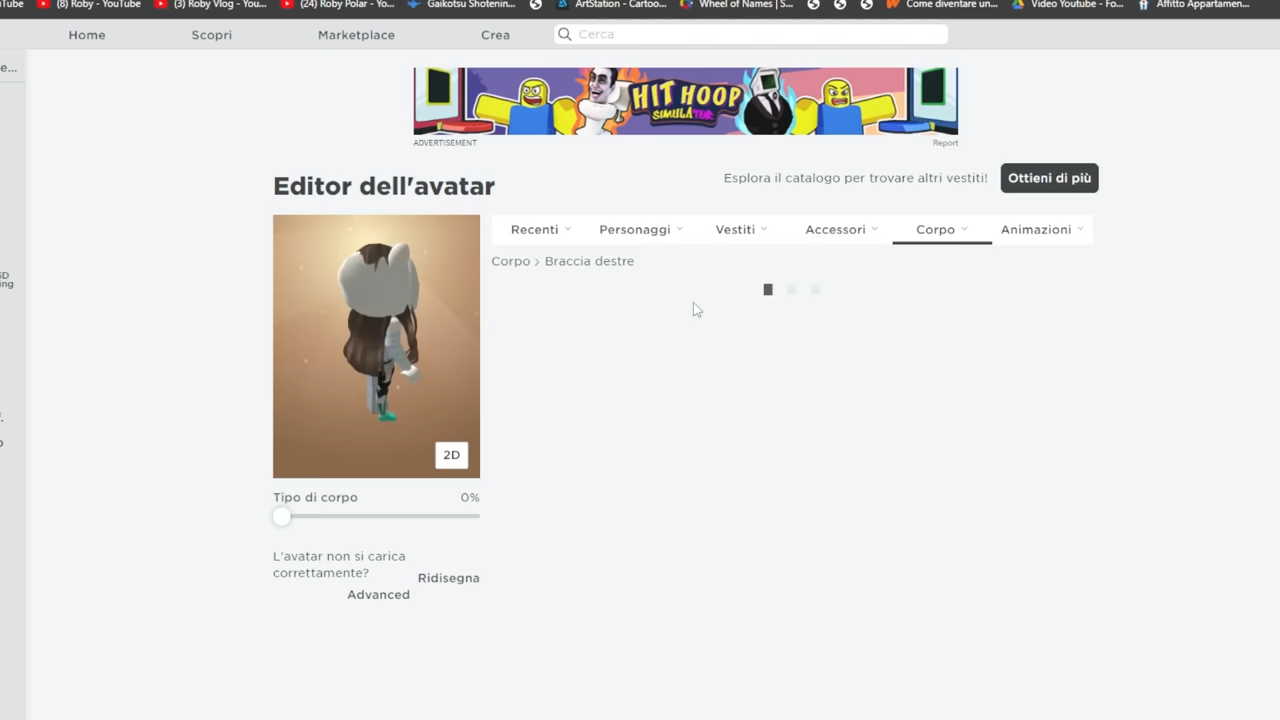 (8) Roby - YouTube
(3) Roby Vlog - You...
(24) Roby Polar - Yo...
Gaikotsu Shotenin...
ArtStation - Cartoo...
Wheel of Names | S...
Come diventare un...
Video Youtube - Fo...
Affitto Appartamen...
Home
Scopri
Marketplace
Crea
Cerca
HIT HOOP
SIMULATOR
ADVERTISEMENT
Report
Editor dell'avatar
Esplora il catalogo per trovare altri vestiti!
Ottieni di più
Recenti
Personaggi
Vestiti
Accessori
Corpo
Animazioni
Corpo > Braccia destre
2D
Tipo di corpo
0%
L'avatar non si carica
correttamente?
Ridisegna
Advanced